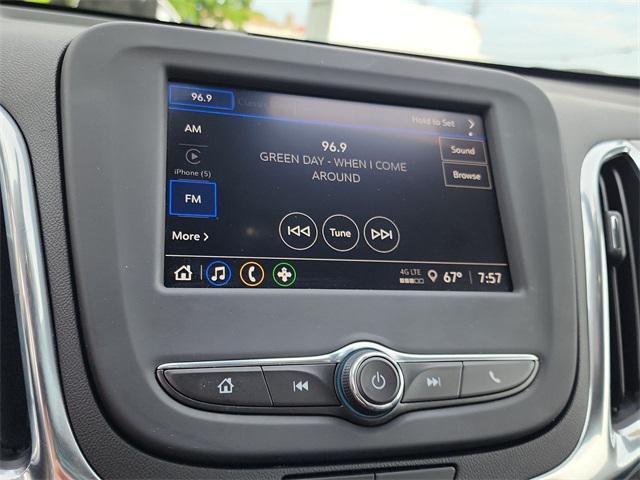 96.9
Hold to Set
AM
iPhone (5)
FM
More
96.9
GREEN DAY - WHEN I COME
AROUND
Sound
Browse
Tune
4G LTE
67°
7:57